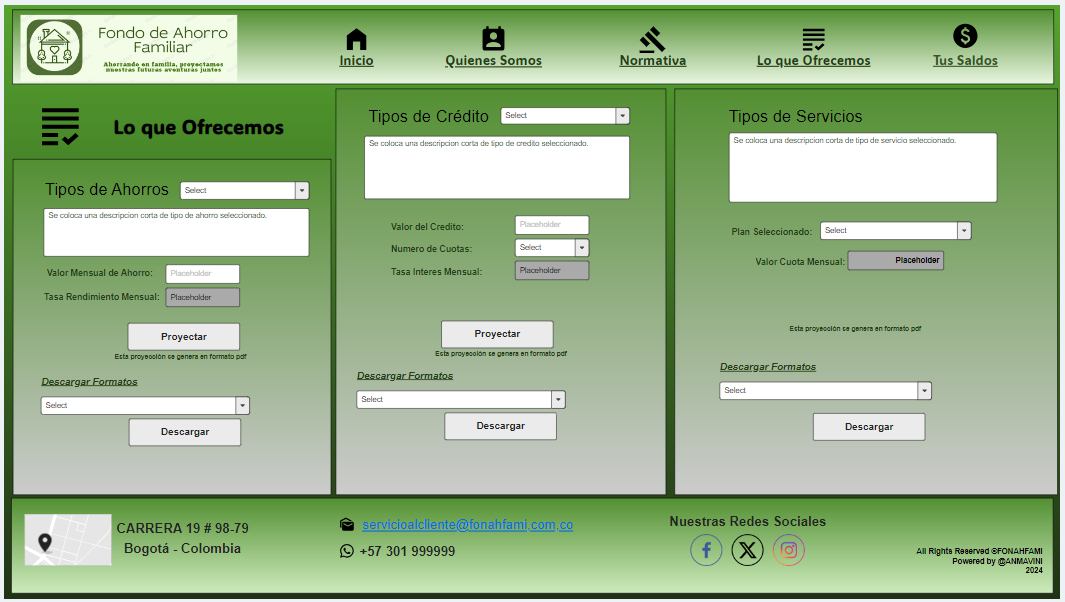 Fondo de Ahorro
Familiar
Ahorrando en familia, proyectamos
nuestras futuras aventuras juntos
Inicio
Quienes Somos
Normativa
Lo que Ofrecemos
Tus Saldos
Lo que Ofrecemos
Tipos de Ahorros
Select
Se coloca una descripcion corta de tipo de ahorro seleccionado.
Valor Mensual de Ahorro:
Placeholder
Tasa Rendimiento Mensual:
Placeholder
Proyectar
Esta proyección se genera en formato pdf
Descargar Formatos
Select
Descargar
Tipos de Crédito
Select
Se coloca una descripcion corta de tipo de credito seleccionado.
Valor del Credito:
Placeholder
Numero de Cuotas:
Select
Tasa Interes Mensual:
Placeholder
Proyectar
Esta proyección se genera en formato pdf
Descargar Formatos
Select
Descargar
Tipos de Servicios
Se coloca una descripcion corta de tipo de servicio seleccionado.
Plan Seleccionado:
Select
Valor Cuota Mensual:
Placeholder
Esta proyección se genera en formato pdf
Descargar Formatos
Select
Descargar
CARRERA 19 # 98-79
Bogotá - Colombia
servicioalcliente@fonahfami,com,co
+57 301 999999
Nuestras Redes Sociales
All Rights Reserved ©FONAHFAMI
Powered by @ANMAVINI
2024